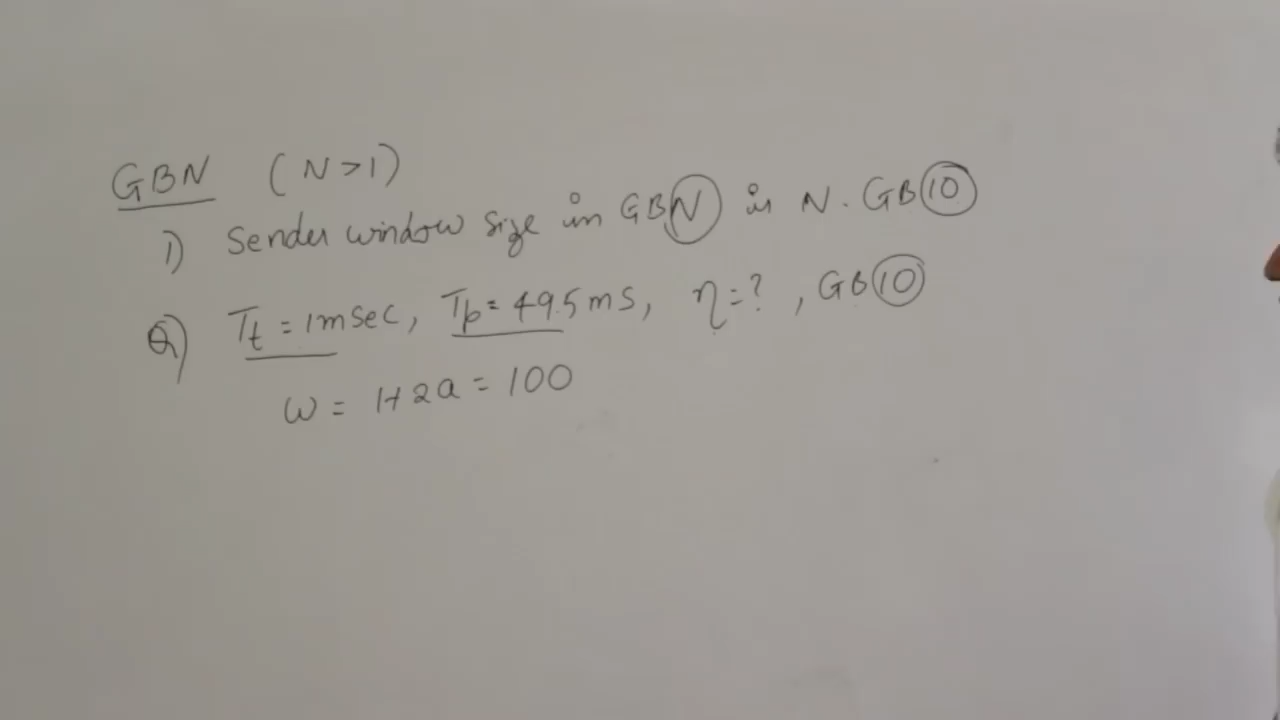 GBN (N>1)
1) Sender window size in GBN is N. GB10
Q) Tt = 1msec, Tp = 49.5ms, η=?, GB10
w = 1+2a = 100